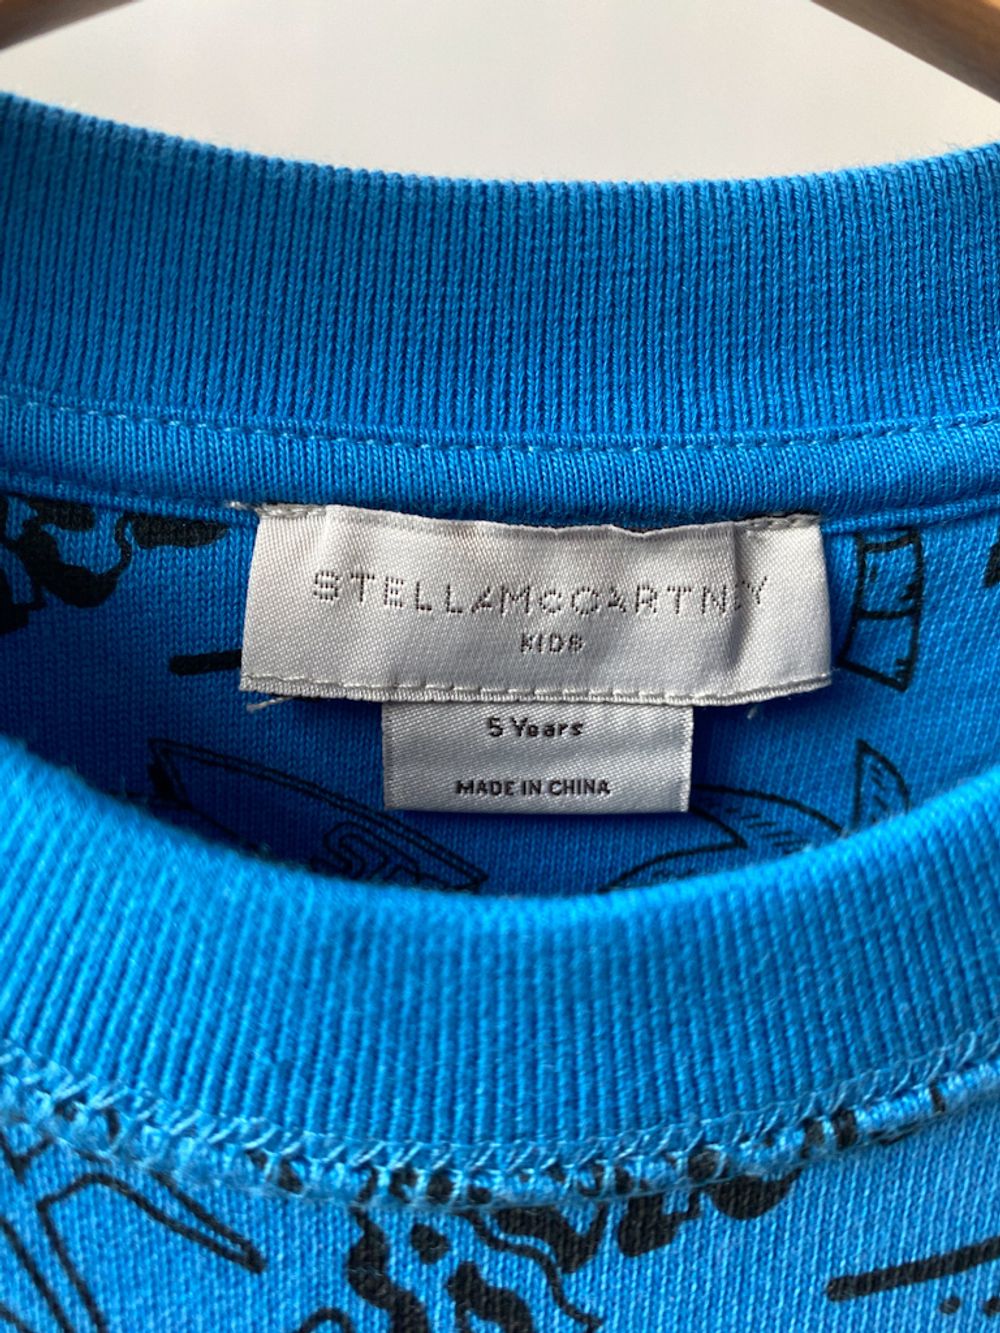 STELLAMcCARTNEY
KIDS
5 Years
MADE IN CHINA